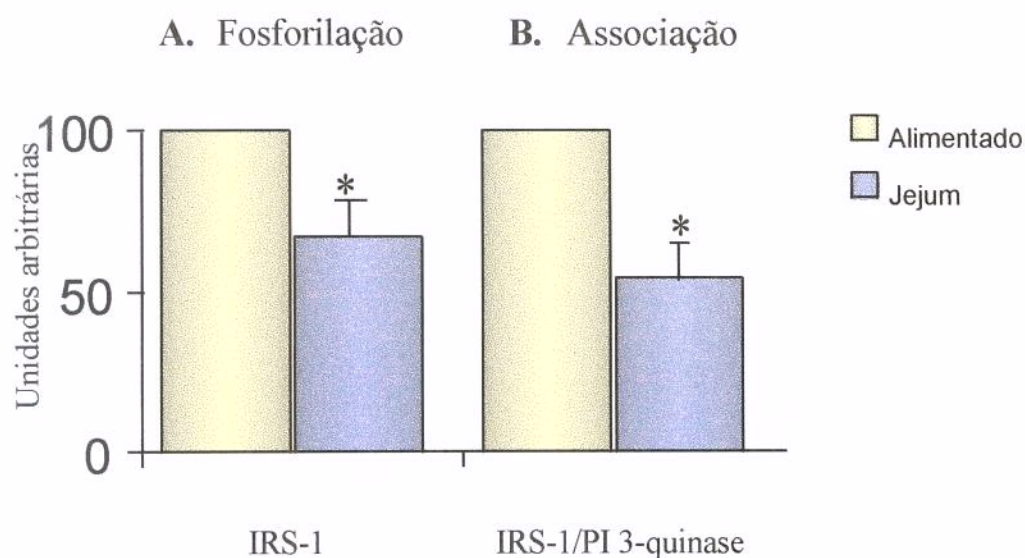 A. Fosforilação
B. Associação
Unidades arbitrárias
100
50
0
*
*
Alimentado
Jejum
IRS-1
IRS-1/PI 3-quinase